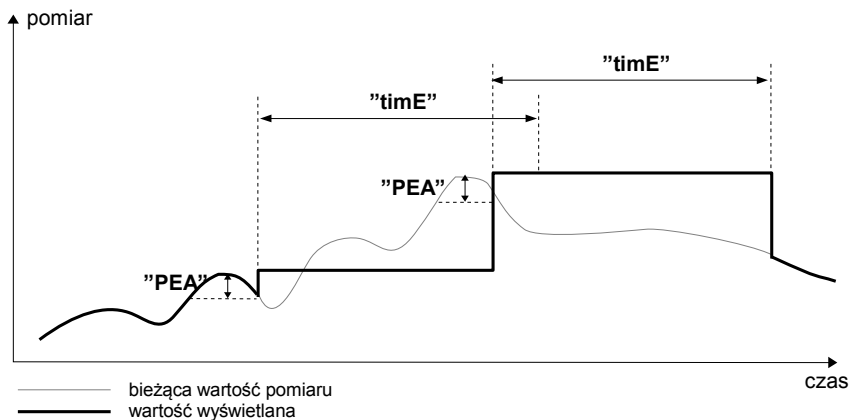 pomiar
”timE”
”timE”
”PEA”
”PEA”
czas
bieżąca wartość pomiaru
wartość wyświetlana